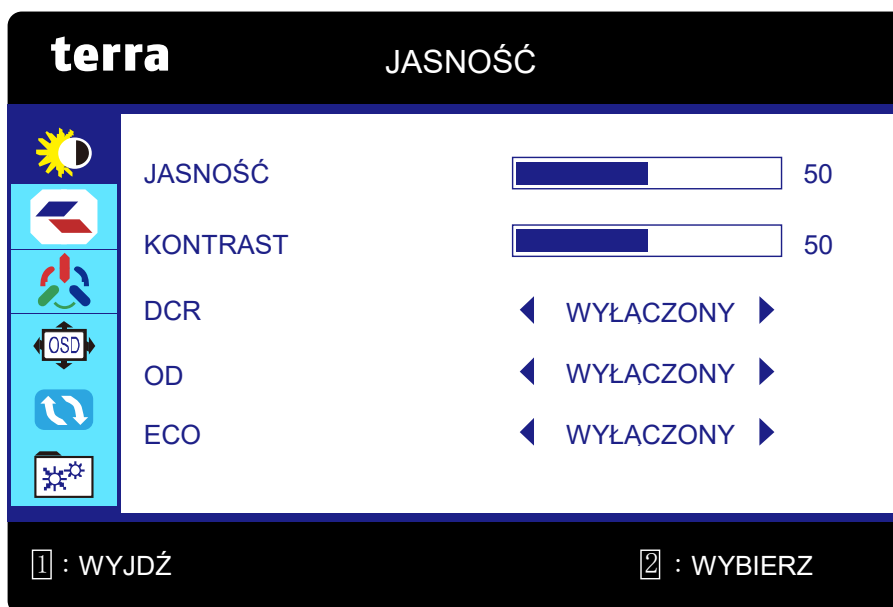 terra JASNOŚĆ
JASNOŚĆ 50
KONTRAST 50
DCR WYŁĄCZONY
OD WYŁĄCZONY
OSD
ECO WYŁĄCZONY
1 : WYJDŹ 2 : WYBIERZ